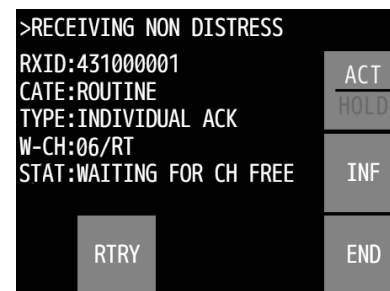 >RECEIVING NON DISTRESS
RXID:431000001
CATE:ROUTINE
TYPE:INDIVIDUAL ACK
W-CH:06/RT
STAT:WAITING FOR CH FREE
ACT
HOLD
INF
RTRY
END